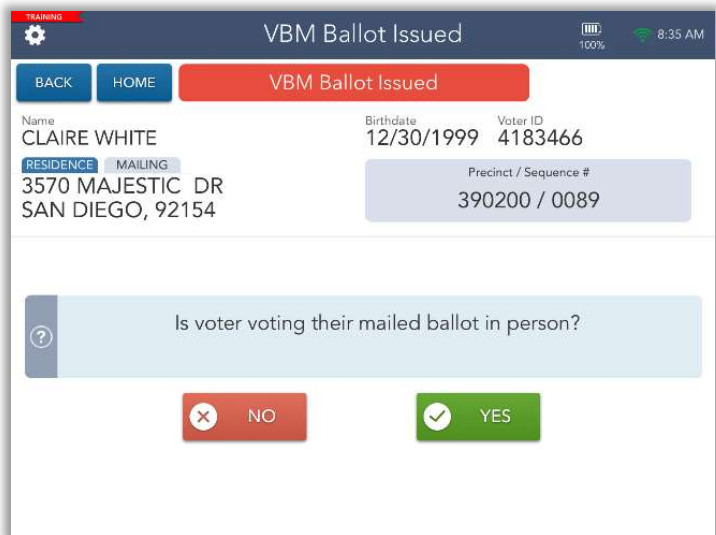 TRAINING
VBM Ballot Issued
100%
8:35 AM
BACK
HOME
VBM Ballot Issued
Name
CLAIRE WHITE
Birthdate
12/30/1999
Voter ID
4183466
RESIDENCE
MAILING
3570 MAJESTIC DR
SAN DIEGO, 92154
Precinct / Sequence #
390200 / 0089
?
Is voter voting their mailed ballot in person?
NO
YES